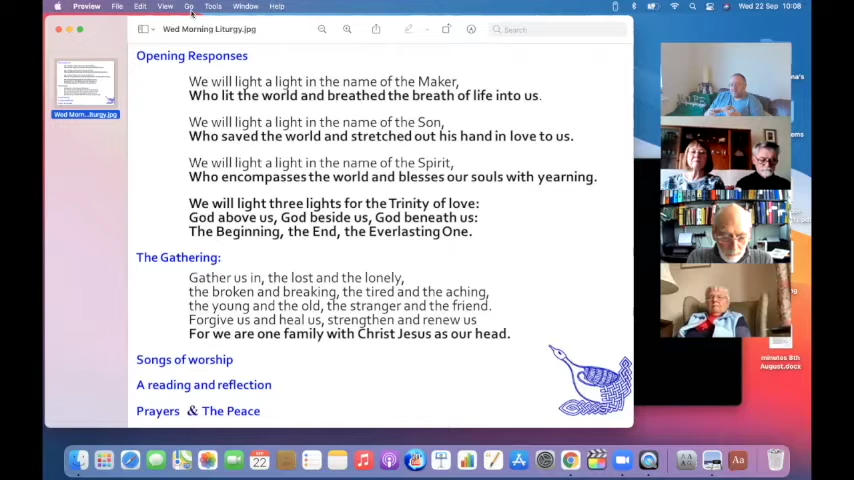 Preview File Edit View Go Tools Window Help
Wed 22 Sep 10:08
Wed Morning Liturgy.jpg
Search
Wed Morn...iturgy.jpg
Opening Responses
We will light a light in the name of the Maker,
Who lit the world and breathed the breath of life into us.
We will light a light in the name of the Son,
Who saved the world and stretched out his hand in love to us.
We will light a light in the name of the Spirit,
Who encompasses the world and blesses our souls with yearning.
We will light three lights for the Trinity of love:
God above us, God beside us, God beneath us:
The Beginning, the End, the Everlasting One.
The Gathering:
Gather us in, the lost and the lonely,
the broken and breaking, the tired and the aching,
the young and the old, the stranger and the friend.
Forgive us and heal us, strengthen and renew us
For we are one family with Christ Jesus as our head.
Songs of worship
A reading and reflection
Prayers & The Peace
minutes 8th
August.docx
SEP
22